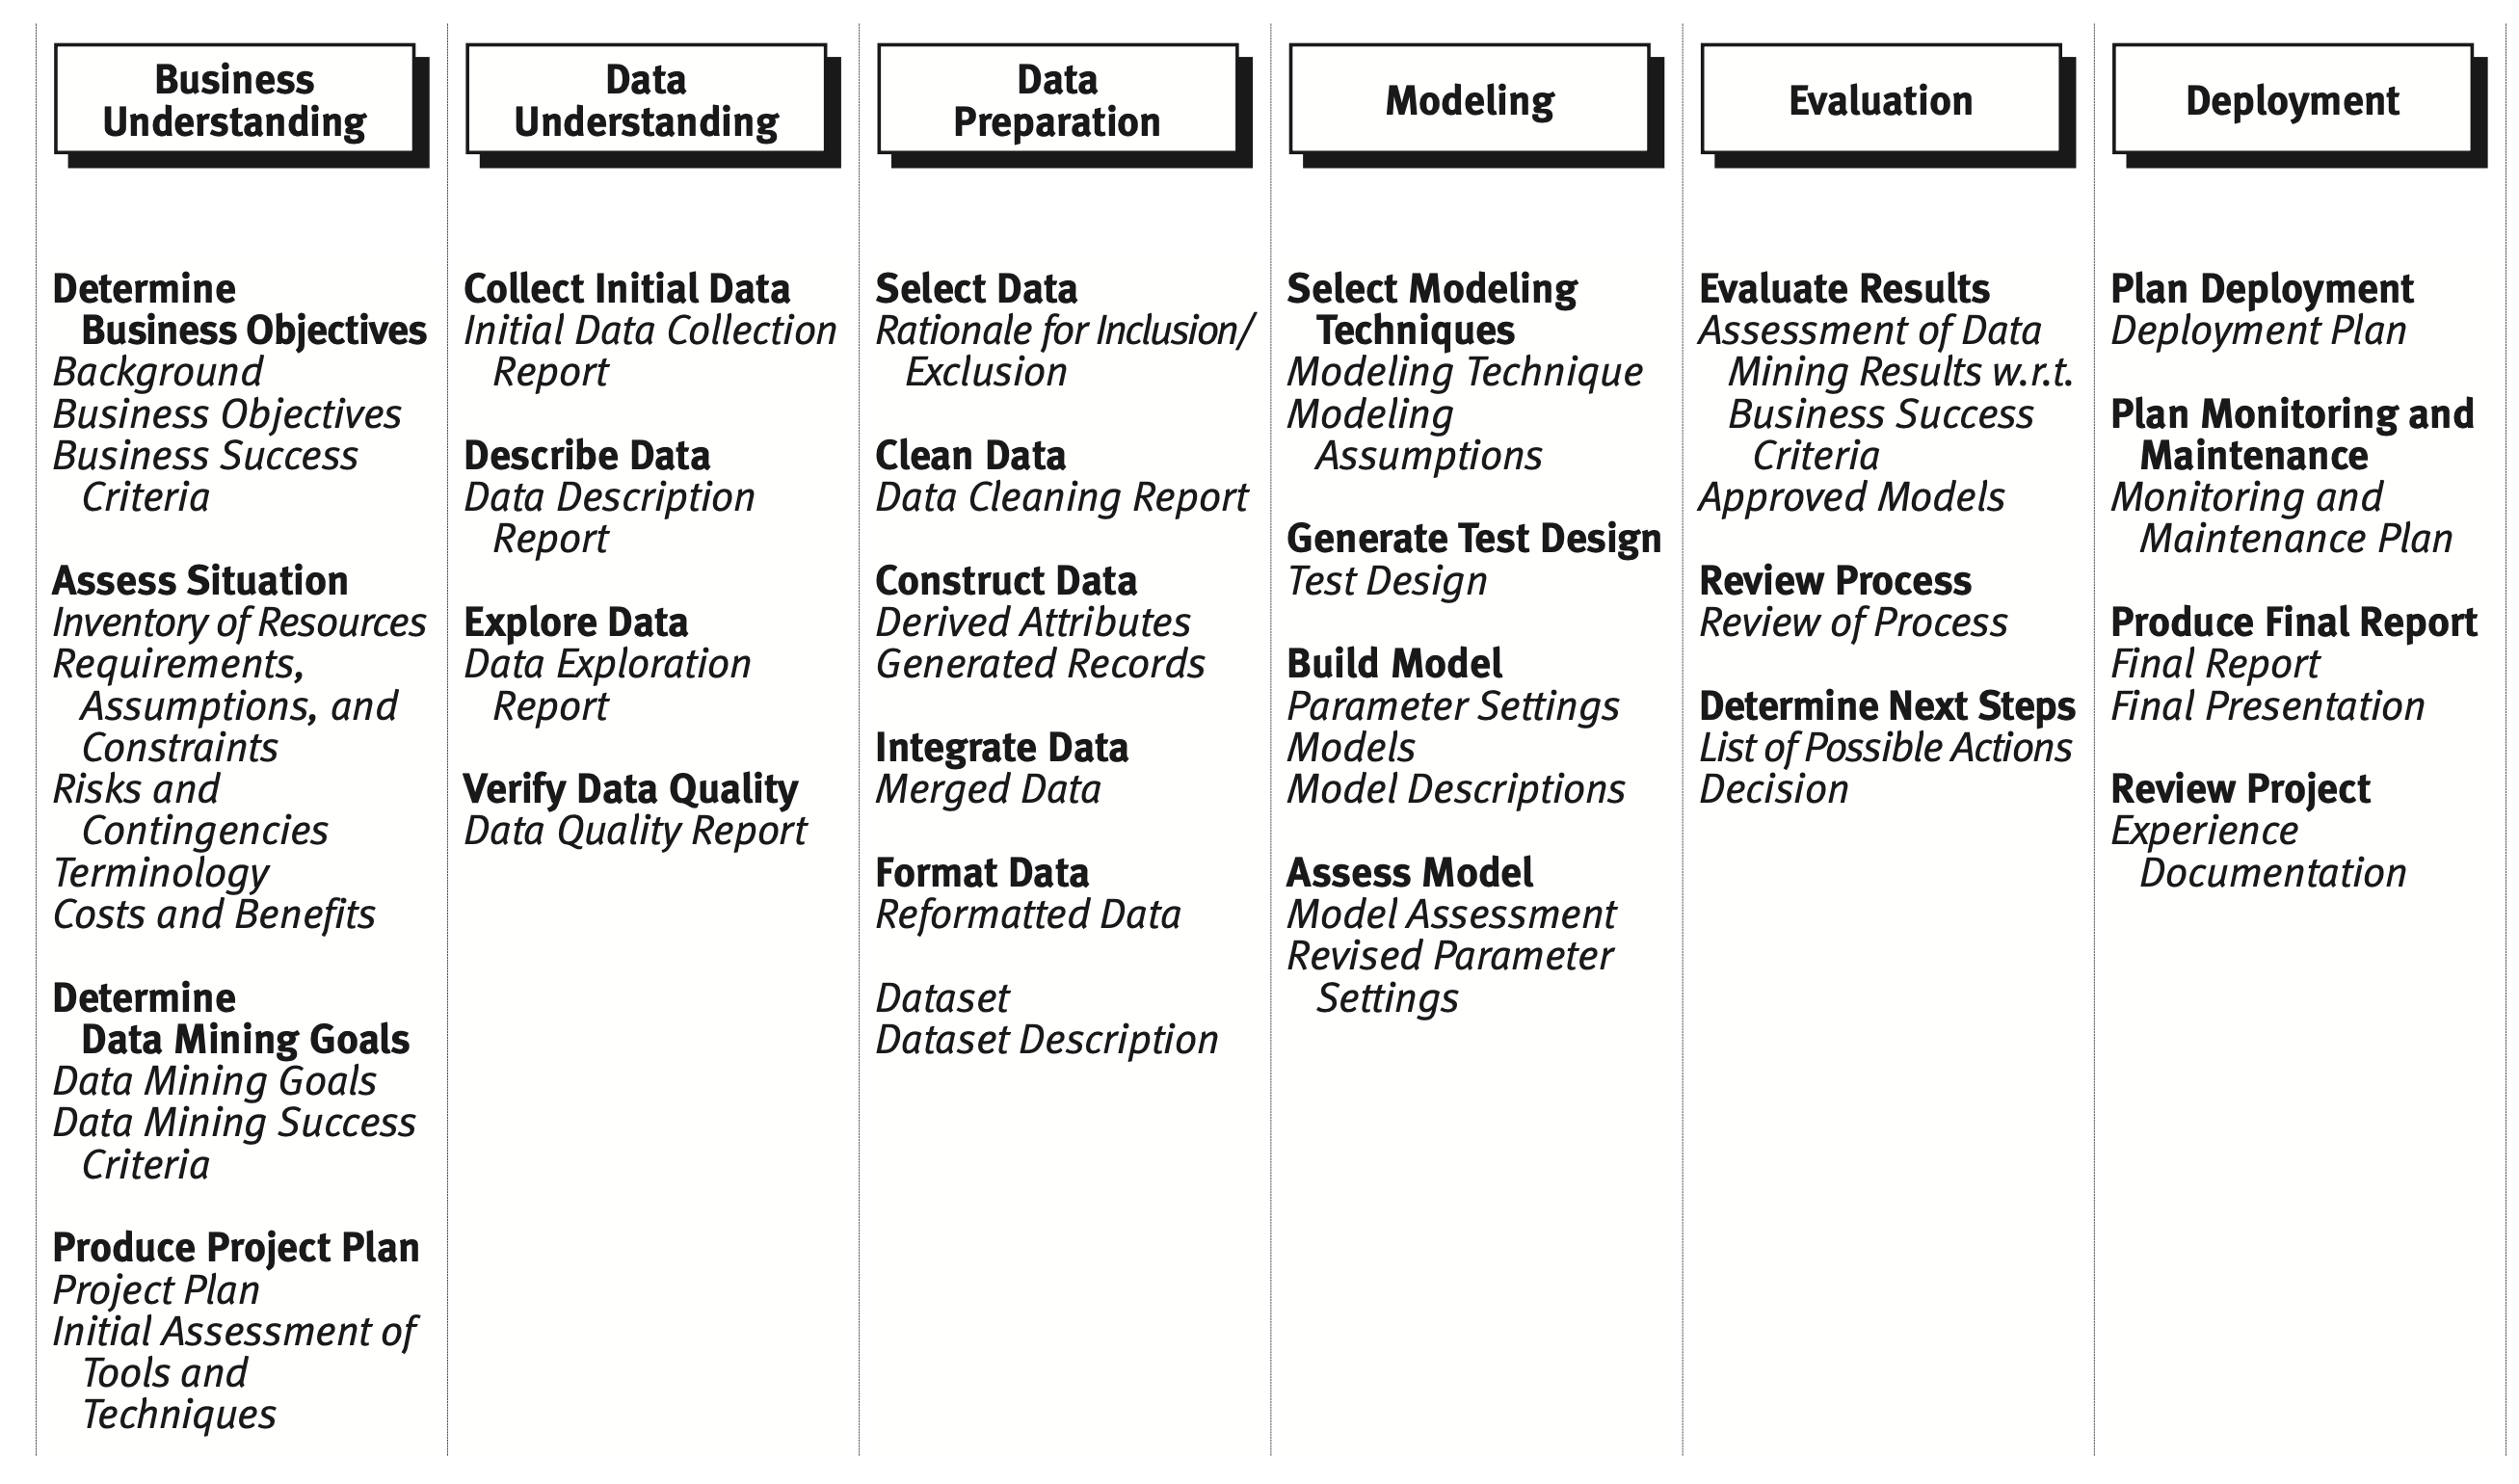 Business
Understanding
Determine
Business Objectives
Background
Business Objectives
Business Success
Criteria
Assess Situation
Inventory of Resources
Requirements,
Assumptions, and
Constraints
Risks and
Contingencies
Terminology
Costs and Benefits
Determine
Data Mining Goals
Data Mining Goals
Data Mining Success
Criteria
Produce Project Plan
Project Plan
Initial Assessment of
Tools and
Techniques
Data
Understanding
Collect Initial Data
Initial Data Collection
Report
Describe Data
Data Description
Report
Explore Data
Data Exploration
Report
Verify Data Quality
Data Quality Report
Data
Preparation
Select Data
Rationale for Inclusion/
Exclusion
Clean Data
Data Cleaning Report
Construct Data
Derived Attributes
Generated Records
Integrate Data
Merged Data
Format Data
Reformatted Data
Dataset
Dataset Description
Modeling
Select Modeling
Techniques
Modeling Technique
Modeling
Assumptions
Generate Test Design
Test Design
Build Model
Parameter Settings
Models
Model Descriptions
Assess Model
Model Assessment
Revised Parameter
Settings
Evaluation
Evaluate Results
Assessment of Data
Mining Results w.r.t.
Business Success
Criteria
Approved Models
Review Process
Review of Process
Determine Next Steps
List of Possible Actions
Decision
Deployment
Plan Deployment
Deployment Plan
Plan Monitoring and
Maintenance
Monitoring and
Maintenance Plan
Produce Final Report
Final Report
Final Presentation
Review Project
Experience
Documentation